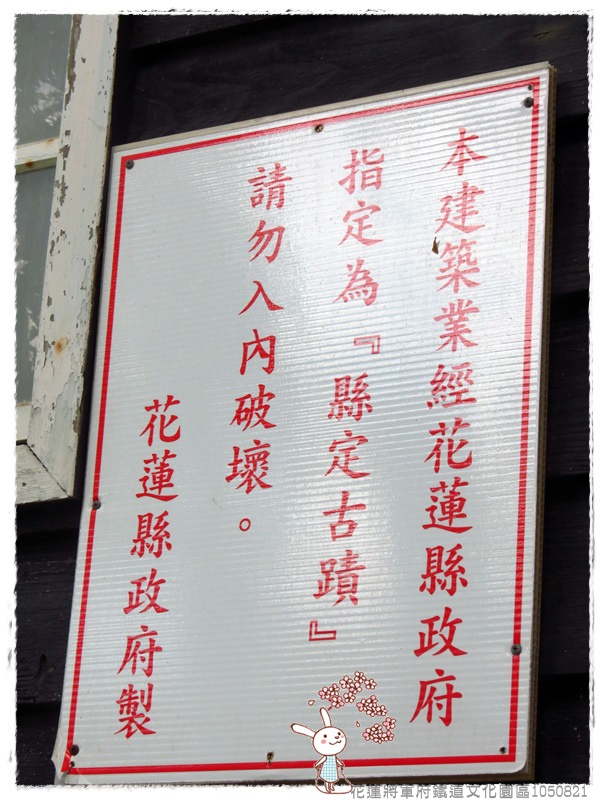 本建築業經花蓮縣政府
指定為『縣定古蹟』
請勿入內破壞。
花蓮縣政府製
花蓮將軍府鐵道文化園區1050821